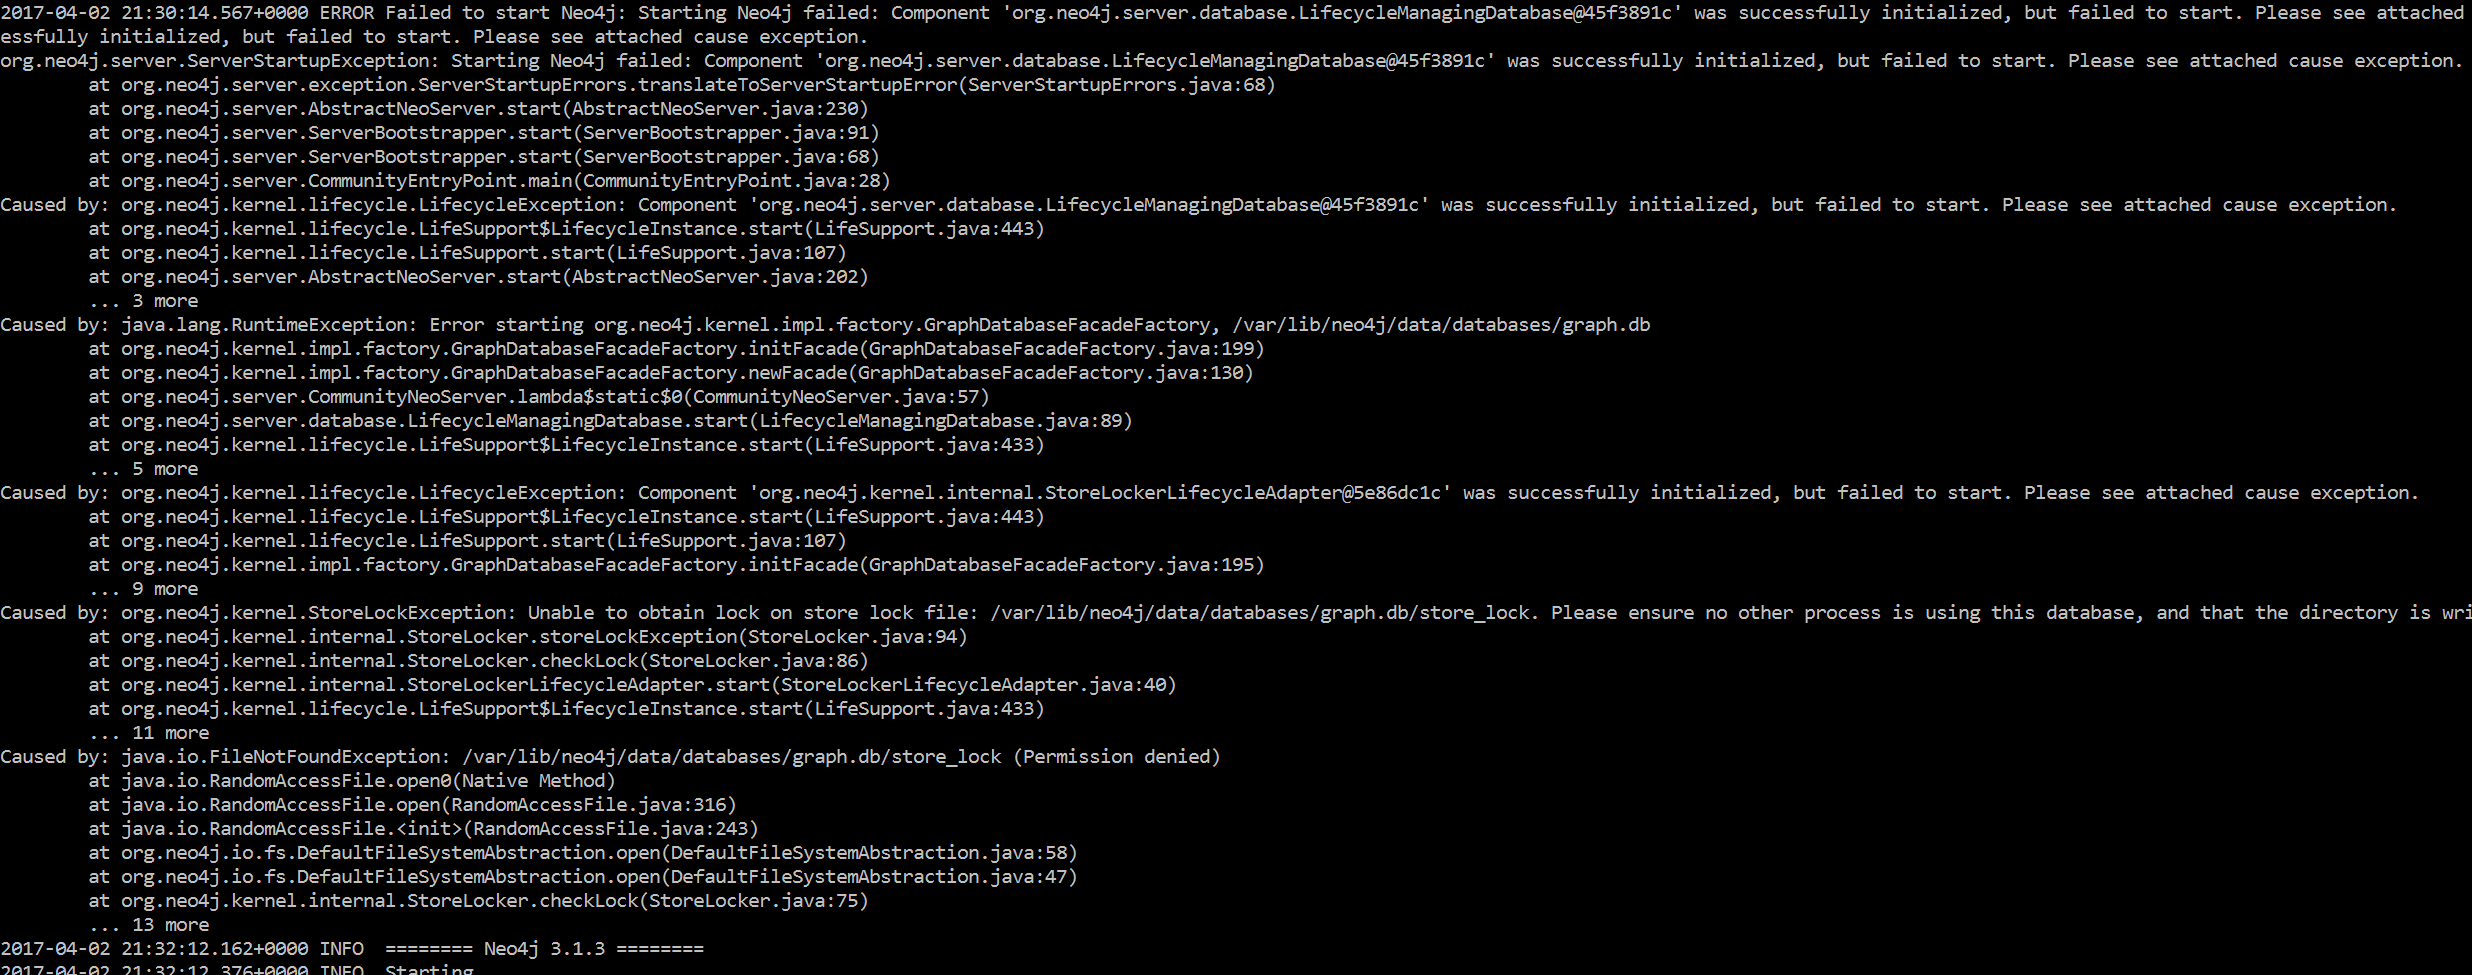 2017-04-02 21:30:14.567+0000 ERROR Failed to start Neo4j: Starting Neo4j failed: Component 'org.neo4j.server.database.LifecycleManagingDatabase@45f3891c' was successfully initialized, but failed to start. Please see attached
essfully initialized, but failed to start. Please see attached cause exception.
org.neo4j.server.ServerStartupException: Starting Neo4j failed: Component 'org.neo4j.server.database.LifecycleManagingDatabase@45f3891c' was successfully initialized, but failed to start. Please see attached cause exception.
at org.neo4j.server.exception.ServerStartupErrors.translateToServerStartupError(ServerStartupErrors.java:68)
at org.neo4j.server.AbstractNeoServer.start(AbstractNeoServer.java:230)
at org.neo4j.server.ServerBootstrapper.start(ServerBootstrapper.java:91)
at org.neo4j.server.ServerBootstrapper.start(ServerBootstrapper.java:68)
at org.neo4j.server.CommunityEntryPoint.main(CommunityEntryPoint.java:28)
Caused by: org.neo4j.kernel.lifecycle.LifecycleException: Component 'org.neo4j.server.database.LifecycleManagingDatabase@45f3891c' was successfully initialized, but failed to start. Please see attached cause exception.
at org.neo4j.kernel.lifecycle.LifeSupport$LifecycleInstance.start(LifeSupport.java:443)
at org.neo4j.kernel.lifecycle.LifeSupport.start(LifeSupport.java:107)
at org.neo4j.server.AbstractNeoServer.start(AbstractNeoServer.java:202)
... 3 more
Caused by: java.lang.RuntimeException: Error starting org.neo4j.kernel.impl.factory.GraphDatabaseFacadeFactory, /var/lib/neo4j/data/databases/graph.db
at org.neo4j.kernel.impl.factory.GraphDatabaseFacadeFactory.initFacade(GraphDatabaseFacadeFactory.java:199)
at org.neo4j.kernel.impl.factory.GraphDatabaseFacadeFactory.newFacade(GraphDatabaseFacadeFactory.java:130)
at org.neo4j.server.CommunityNeoServer.lambda$static$0(CommunityNeoServer.java:57)
at org.neo4j.server.database.LifecycleManagingDatabase.start(LifecycleManagingDatabase.java:89)
at org.neo4j.kernel.lifecycle.LifeSupport$LifecycleInstance.start(LifeSupport.java:433)
... 5 more
Caused by: org.neo4j.kernel.lifecycle.LifecycleException: Component 'org.neo4j.kernel.internal.StoreLockerLifecycleAdapter@5e86dc1c' was successfully initialized, but failed to start. Please see attached cause exception.
at org.neo4j.kernel.lifecycle.LifeSupport$LifecycleInstance.start(LifeSupport.java:443)
at org.neo4j.kernel.lifecycle.LifeSupport.start(LifeSupport.java:107)
at org.neo4j.kernel.impl.factory.GraphDatabaseFacadeFactory.initFacade(GraphDatabaseFacadeFactory.java:195)
... 9 more
Caused by: org.neo4j.kernel.StoreLockException: Unable to obtain lock on store lock file: /var/lib/neo4j/data/databases/graph.db/store_lock. Please ensure no other process is using this database, and that the directory is wri
at org.neo4j.kernel.internal.StoreLocker.storeLockException(StoreLocker.java:94)
at org.neo4j.kernel.internal.StoreLocker.checkLock(StoreLocker.java:86)
at org.neo4j.kernel.internal.StoreLockerLifecycleAdapter.start(StoreLockerLifecycleAdapter.java:40)
at org.neo4j.kernel.lifecycle.LifeSupport$LifecycleInstance.start(LifeSupport.java:433)
... 11 more
Caused by: java.io.FileNotFoundException: /var/lib/neo4j/data/databases/graph.db/store_lock (Permission denied)
at java.io.RandomAccessFile.open0(Native Method)
at java.io.RandomAccessFile.open(RandomAccessFile.java:316)
at java.io.RandomAccessFile.<init>(RandomAccessFile.java:243)
at org.neo4j.io.fs.DefaultFileSystemAbstraction.open(DefaultFileSystemAbstraction.java:58)
at org.neo4j.io.fs.DefaultFileSystemAbstraction.open(DefaultFileSystemAbstraction.java:47)
at org.neo4j.kernel.internal.StoreLocker.checkLock(StoreLocker.java:75)
... 13 more
2017-04-02 21:32:12.162+0000 INFO  ======== Neo4j 3.1.3 ========
2017-04-02 21:32:12.376+0000 INFO  Starting